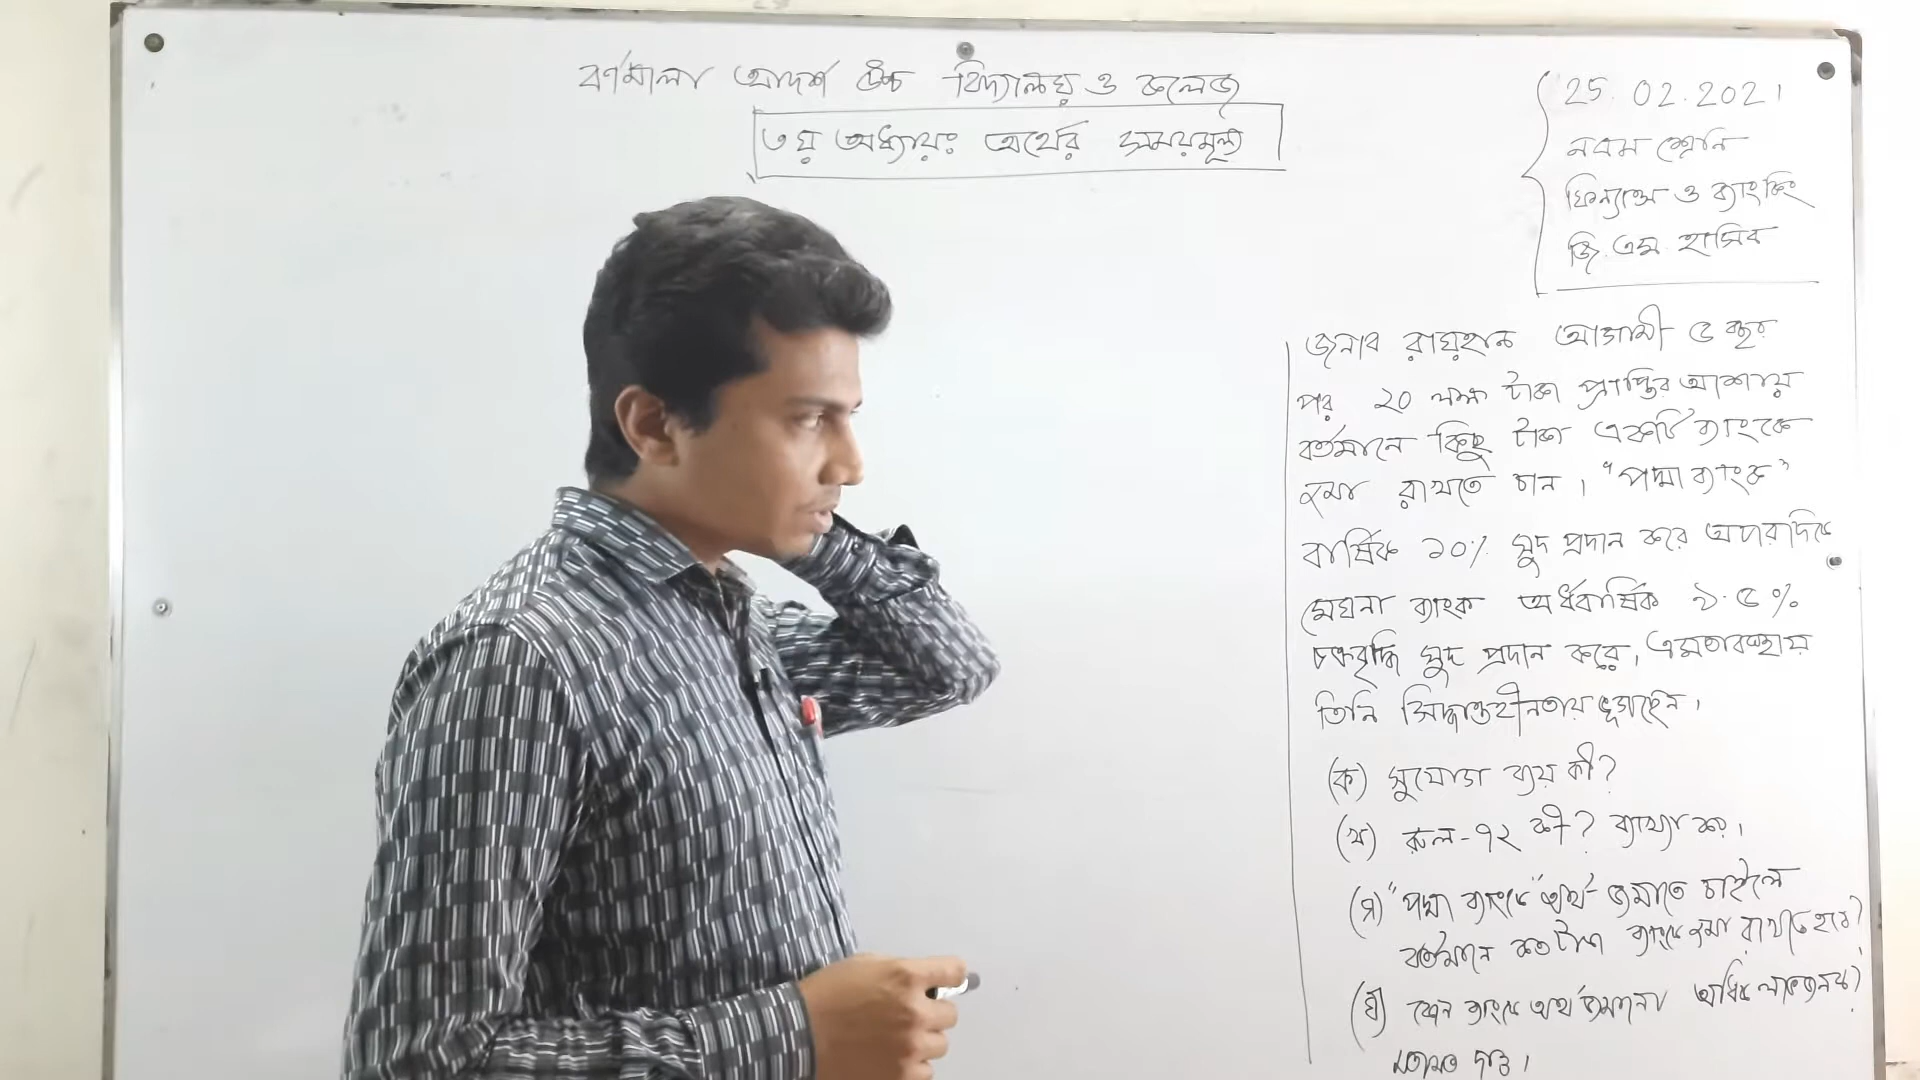 বর্ণমালা আদর্শ উচ্চ বিদ্যালয় ও কলেজ
৩য় অধ্যায়ঃ অর্থের সময়মূল্য
25.02.2021
নবম শ্রেনি
ফিন্যান্স ও ব্যাংকিং
জি.এম. হাসিব
জনাব রায়হান আগামী ৫ বছর
পর ২০ লক্ষ টাকা প্রাপ্তির আশায়
বর্তমানে কিছু টাকা একটি ব্যাংকে
জমা রাখতে চান। "পদ্মা ব্যাংক"
বার্ষিক ১০% সুদ প্রদান করে অপরদিকে
মেঘনা ব্যাংক অর্ধবার্ষিক ৯.৫%
চক্রবৃদ্ধি সুদ প্রদান করে, এমতাবস্থায়
তিনি সিদ্ধান্তহীনতায় ভুগছেন।
(ক) সুযোগ ব্যয় কী?
(খ) রুল-৭২ কী? ব্যাখ্যা কর।
(গ) "পদ্মা ব্যাংকে" অর্থ জমাতে চাইলে
বর্তমানে কত টাকা ব্যাংকে জমা রাখতে হবে?
(ঘ) কোন ব্যাংকে অর্থ জমানো অধিক লাভজনক?
মতামত দাও।